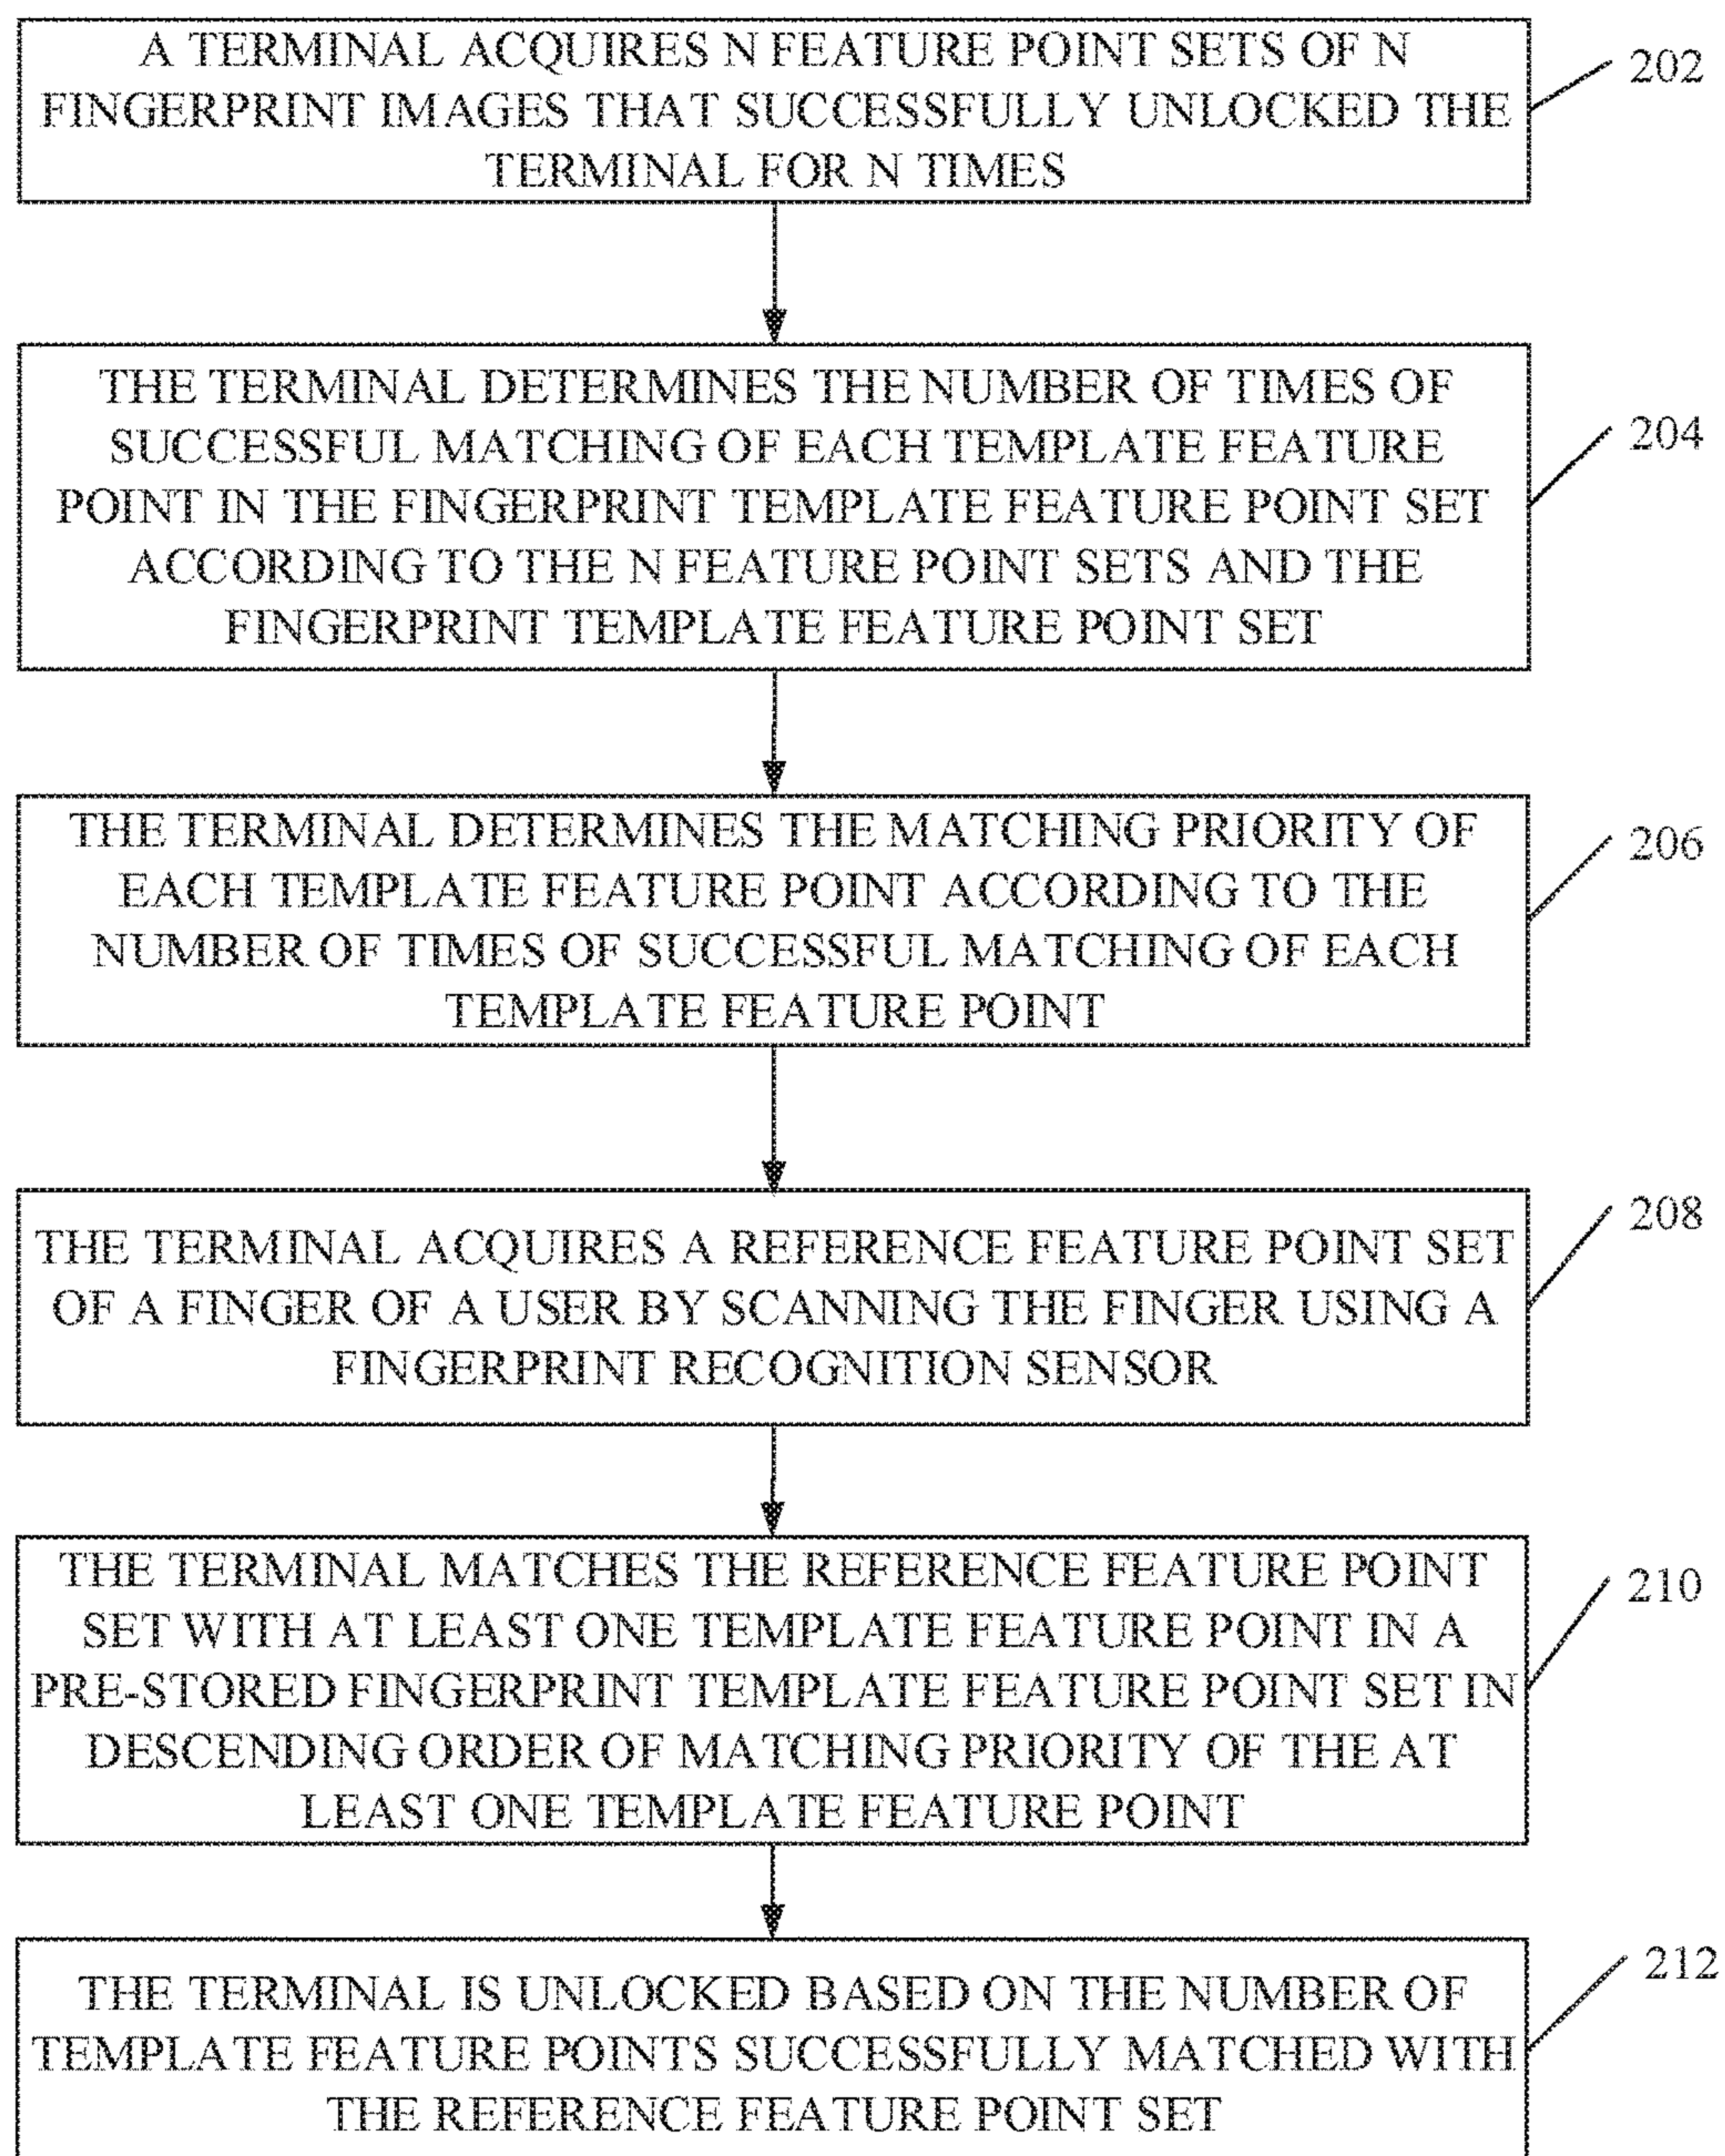 A TERMINAL ACQUIRES N FEATURE POINT SETS OF N
FINGERPRINT IMAGES THAT SUCCESSFULLY UNLOCKED THE
TERMINAL FOR N TIMES
202
THE TERMINAL DETERMINES THE NUMBER OF TIMES OF
SUCCESSFUL MATCHING OF EACH TEMPLATE FEATURE
POINT IN THE FINGERPRINT TEMPLATE FEATURE POINT SET
ACCORDING TO THE N FEATURE POINT SETS AND THE
FINGERPRINT TEMPLATE FEATURE POINT SET
204
THE TERMINAL DETERMINES THE MATCHING PRIORITY OF
EACH TEMPLATE FEATURE POINT ACCORDING TO THE
NUMBER OF TIMES OF SUCCESSFUL MATCHING OF EACH
TEMPLATE FEATURE POINT
206
THE TERMINAL ACQUIRES A REFERENCE FEATURE POINT SET
OF A FINGER OF A USER BY SCANNING THE FINGER USING A
FINGERPRINT RECOGNITION SENSOR
208
THE TERMINAL MATCHES THE REFERENCE FEATURE POINT
SET WITH AT LEAST ONE TEMPLATE FEATURE POINT IN A
PRE-STORED FINGERPRINT TEMPLATE FEATURE POINT SET IN
DESCENDING ORDER OF MATCHING PRIORITY OF THE AT
LEAST ONE TEMPLATE FEATURE POINT
210
THE TERMINAL IS UNLOCKED BASED ON THE NUMBER OF
TEMPLATE FEATURE POINTS SUCCESSFULLY MATCHED WITH
THE REFERENCE FEATURE POINT SET
212